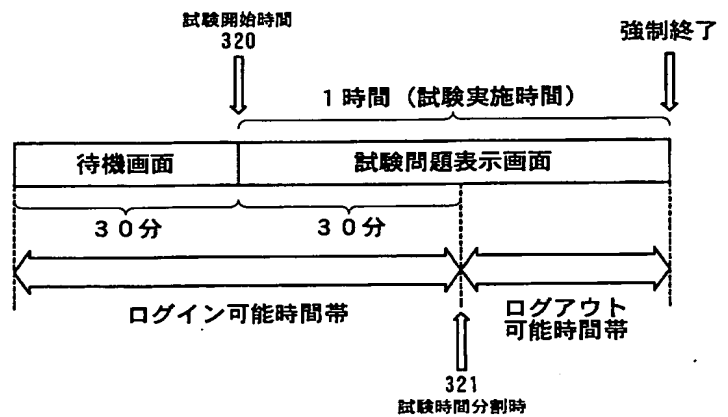 試験開始時間
320
強制終了
1時間（試験実施時間）
待機画面
試験問題表示画面
30分
30分
ログイン可能時間帯
ログアウト
可能時間帯
321
試験時間分割時